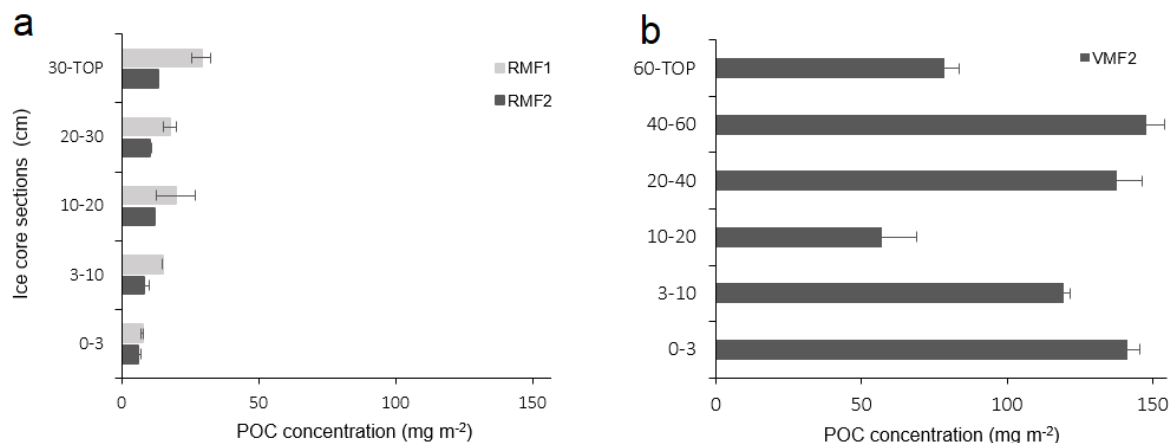 a
30-TOP
20-30
10-20
3-10
0-3
Ice core sections (cm)
0 50 100 150
POC concentration (mg m-2)
RMF1
RMF2
b
60-TOP
40-60
20-40
10-20
3-10
0-3
0 50 100 150
POC concentration (mg m-2)
VMF2